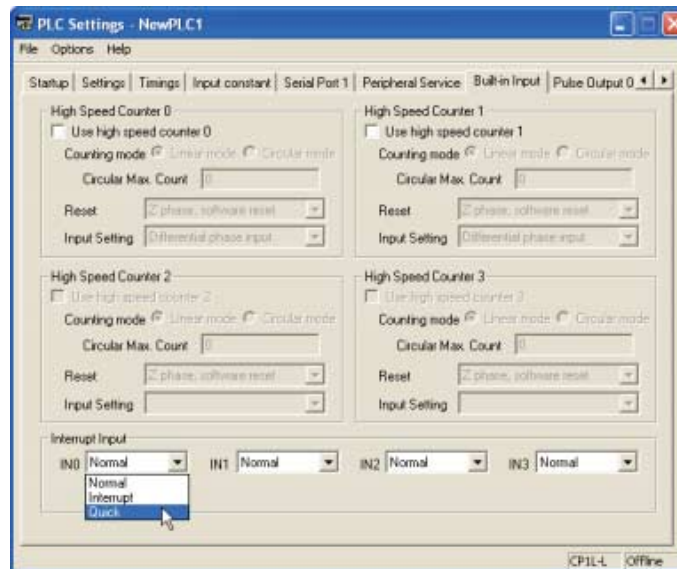 PLC Settings - NewPLC1
File Options Help
Startup Settings Timings Input constant Serial Port 1 Peripheral Service Built-in Input Pulse Output 0
High Speed Counter 0
Use high speed counter 0
Counting mode Linear mode Circular mode
Circular Max. Count 0
Reset Z phase, software reset
Input Setting Differential phase input
High Speed Counter 1
Use high speed counter 1
Counting mode Linear mode Circular mode
Circular Max. Count 0
Reset Z phase, software reset
Input Setting Differential phase input
High Speed Counter 2
Use high speed counter 2
Counting mode Linear mode Circular mode
Circular Max. Count 0
Reset Z phase, software reset
Input Setting
High Speed Counter 3
Use high speed counter 3
Counting mode Linear mode Circular mode
Circular Max. Count 0
Reset Z phase, software reset
Input Setting
Interrupt Input
IN0 Normal IN1 Normal IN2 Normal IN3 Normal
Normal
Interrupt
Quick
CP1L-L Offline